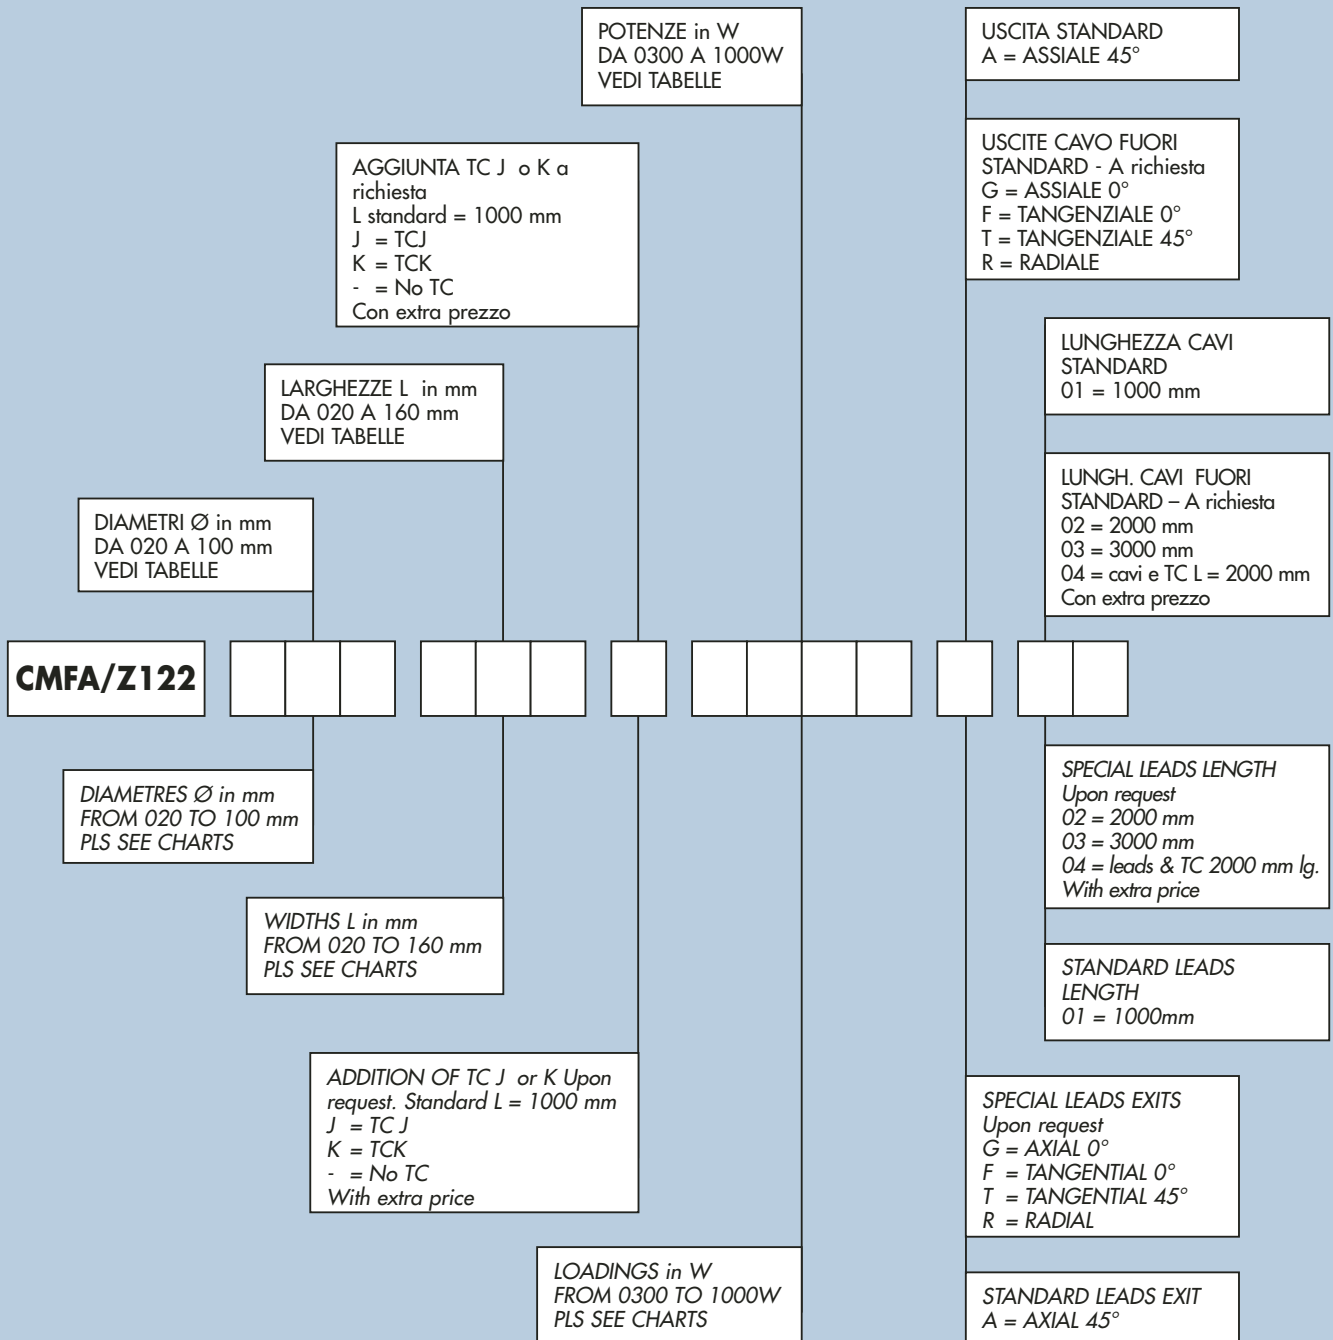 POTENZE in W
DA 0300 A 1000W
VEDI TABELLE
USCITA STANDARD
A = ASSIALE 45°
USCITE CAVO FUORI
STANDARD - A richiesta
G = ASSIALE 0°
F = TANGENZIALE 0°
T = TANGENZIALE 45°
R = RADIALE
AGGIUNTA TC J o K a
richiesta
L standard = 1000 mm
J = TCJ
K = TCK
- = No TC
Con extra prezzo
LUNGHEZZA CAVI
STANDARD
01 = 1000 mm
LARGHEZZE L in mm
DA 020 A 160 mm
VEDI TABELLE
LUNGH. CAVI FUORI
STANDARD – A richiesta
02 = 2000 mm
03 = 3000 mm
04 = cavi e TC L = 2000 mm
Con extra prezzo
DIAMETRI Ø in mm
DA 020 A 100 mm
VEDI TABELLE
CMFA/Z122
DIAMETRES Ø in mm
FROM 020 TO 100 mm
PLS SEE CHARTS
SPECIAL LEADS LENGTH
Upon request
02 = 2000 mm
03 = 3000 mm
04 = leads & TC 2000 mm lg.
With extra price
WIDTHS L in mm
FROM 020 TO 160 mm
PLS SEE CHARTS
STANDARD LEADS
LENGTH
01 = 1000mm
ADDITION OF TC J or K Upon
request. Standard L = 1000 mm
J = TC J
K = TCK
- = No TC
With extra price
SPECIAL LEADS EXITS
Upon request
G = AXIAL 0°
F = TANGENTIAL 0°
T = TANGENTIAL 45°
R = RADIAL
LOADINGS in W
FROM 0300 TO 1000W
PLS SEE CHARTS
STANDARD LEADS EXIT
A = AXIAL 45°